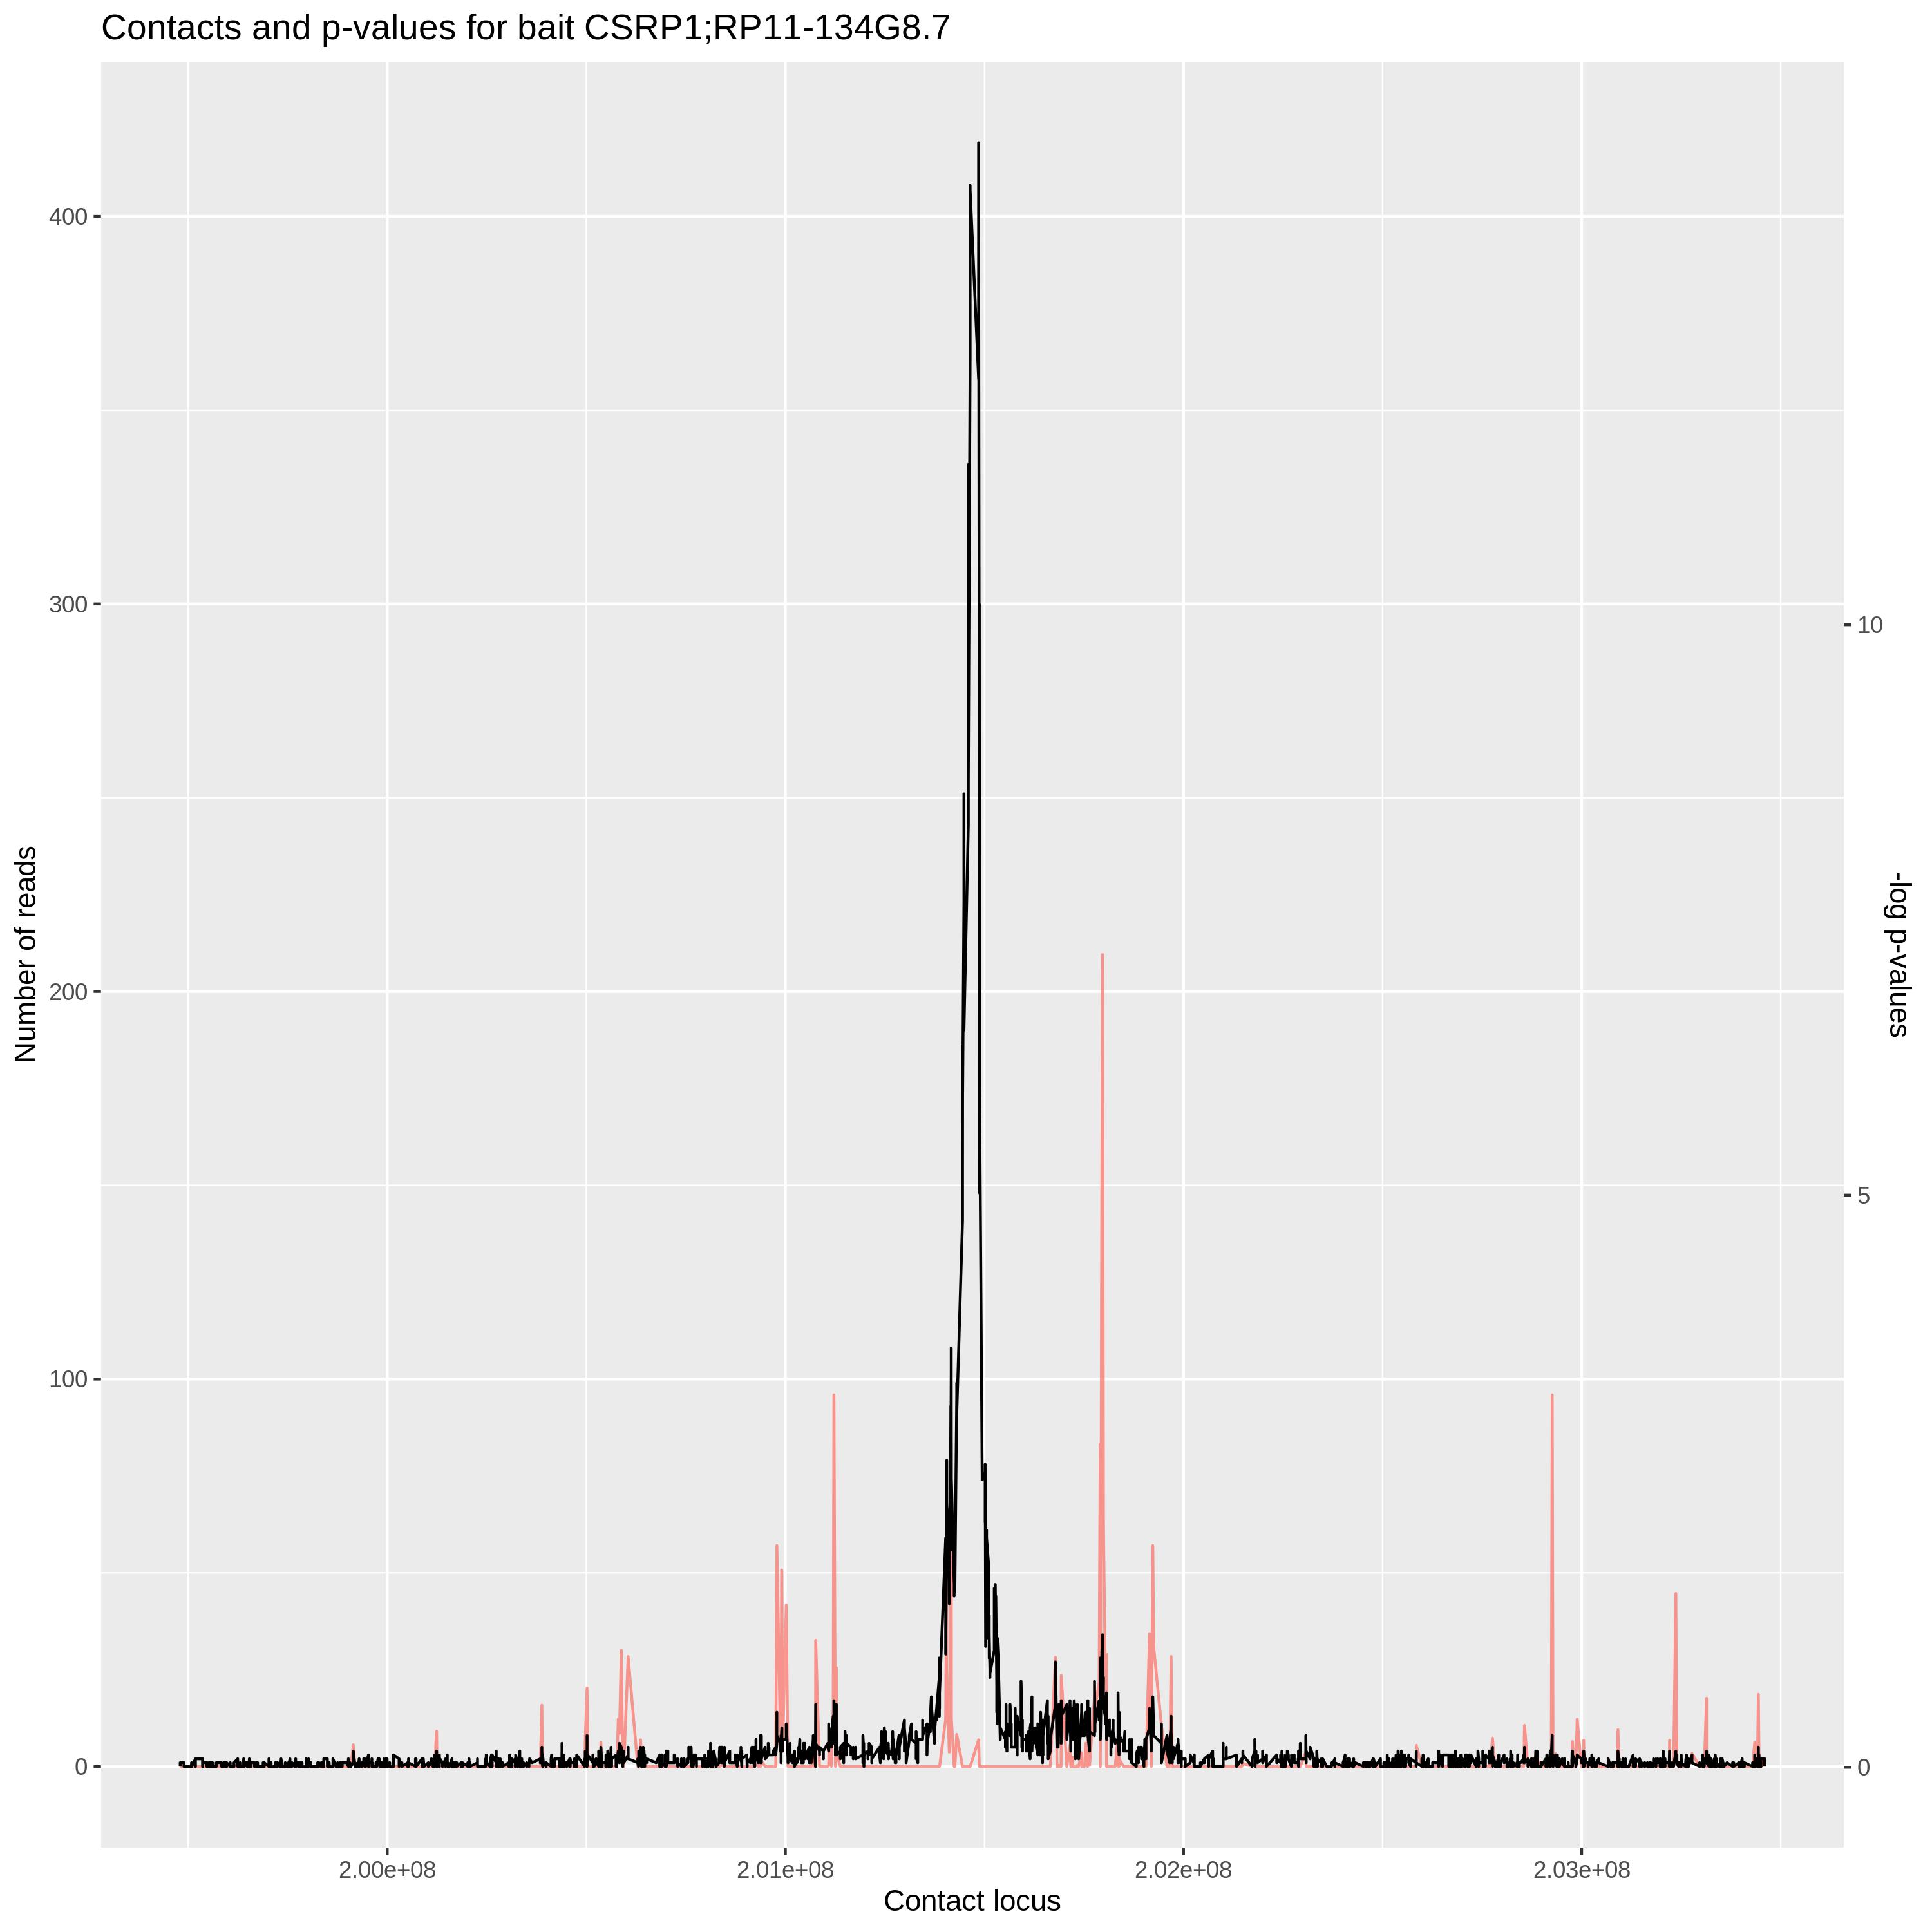 Contacts and p-values for bait CSRP1;RP11-134G8.7
400
300
200
100
0
Number of reads
10
5
0
-log p-values
2.00e+08
2.01e+08
2.02e+08
2.03e+08
Contact locus